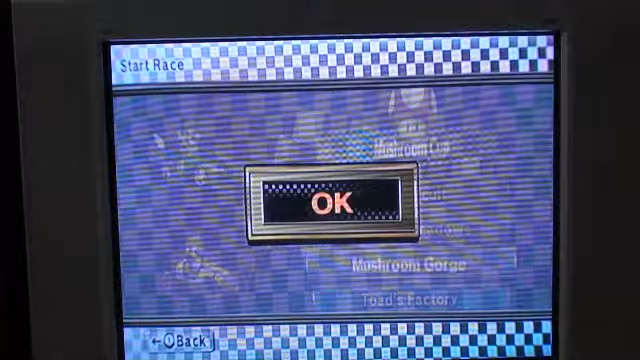 Start Race
Mushroom Cup
OK
Mushroom Gorge
Toad's Factory
Back